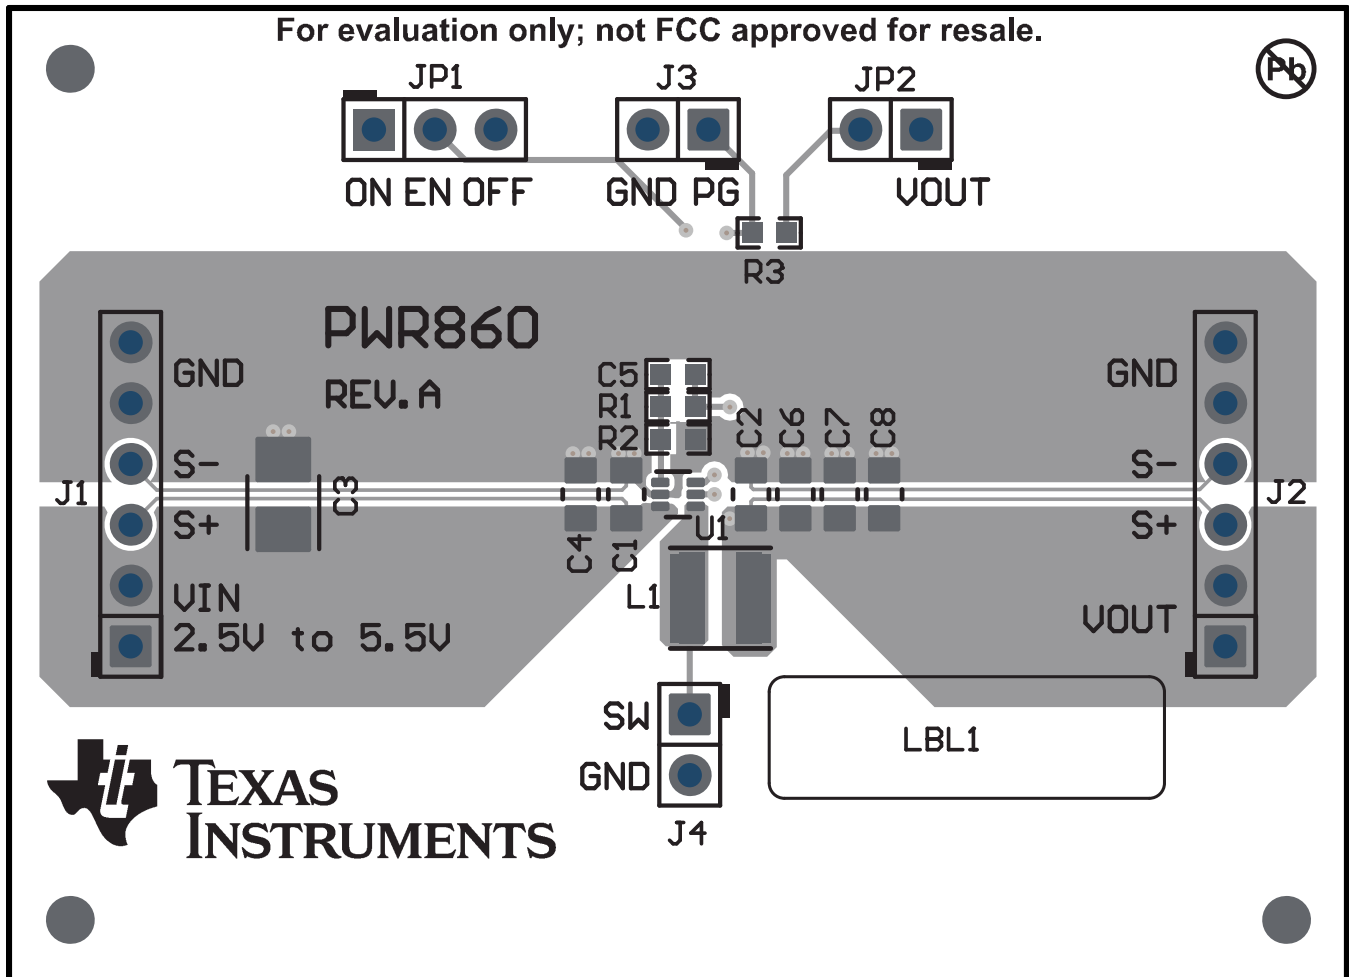 For evaluation only; not FCC approved for resale.
Pb
JP1 J3 JP2
ON EN OFF GND PG VOUT
R3
PWR860
REV.A
GND
S-
J1
S+
VIN
2.5V to 5.5V
C3
C5
R1
R2
C2 C6 C7 C8
C4 C1
U1
L1
GND
S-
J2
S+
VOUT
SW
GND
J4
LBL1
TEXAS
INSTRUMENTS